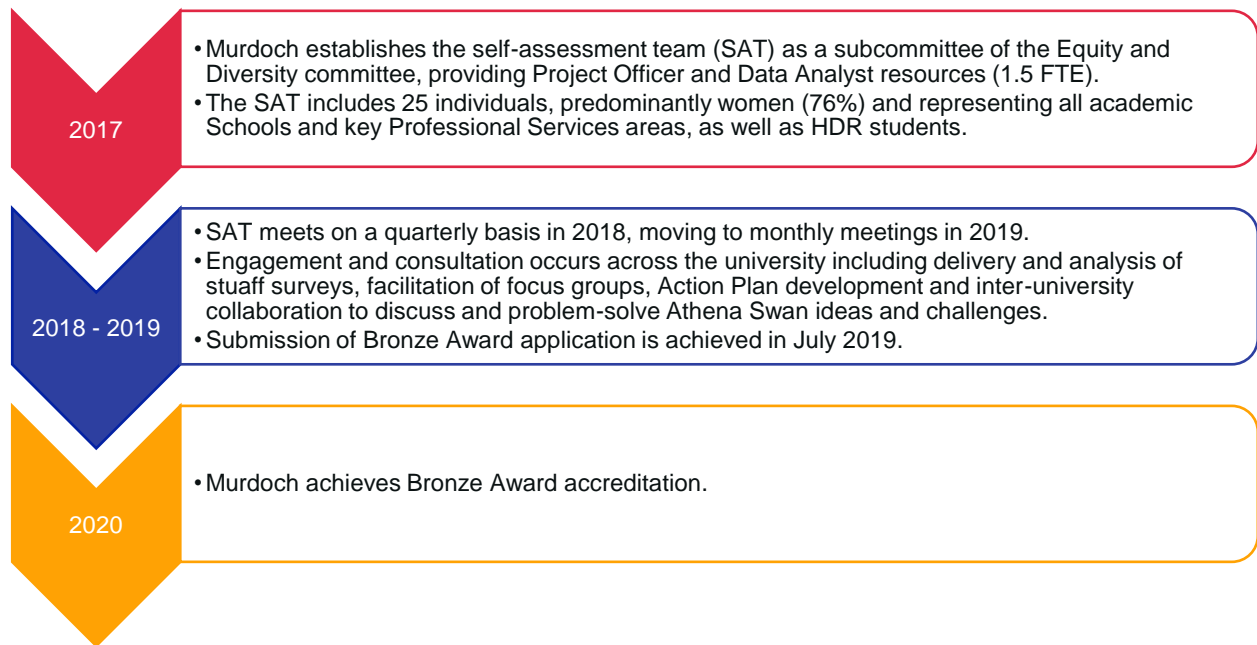 2017
• Murdoch establishes the self-assessment team (SAT) as a subcommittee of the Equity and
Diversity committee, providing Project Officer and Data Analyst resources (1.5 FTE).
• The SAT includes 25 individuals, predominantly women (76%) and representing all academic
Schools and key Professional Services areas, as well as HDR students.
2018 - 2019
• SAT meets on a quarterly basis in 2018, moving to monthly meetings in 2019.
• Engagement and consultation occurs across the university including delivery and analysis of
stuaff surveys, facilitation of focus groups, Action Plan development and inter-university
collaboration to discuss and problem-solve Athena Swan ideas and challenges.
• Submission of Bronze Award application is achieved in July 2019.
2020
• Murdoch achieves Bronze Award accreditation.